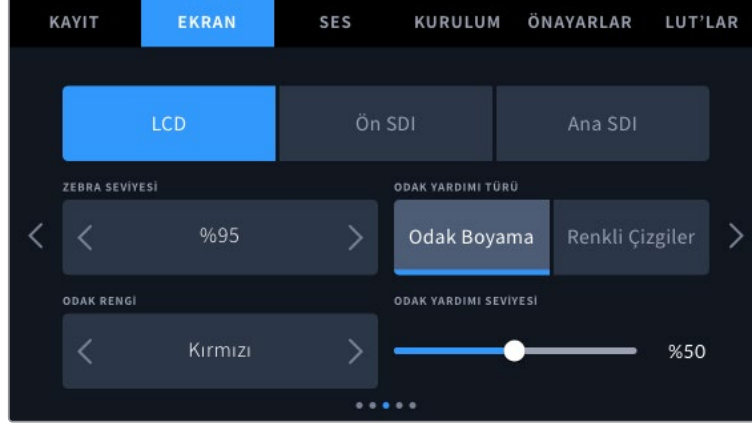 KAYIT EKRAN SES KURULUM ÖNAYARLAR LUT’LAR
LCD Ön SDI Ana SDI
ZEBRA SEVİYESİ ODAK YARDIMI TÜRÜ
%95 Odak Boyama Renkli Çizgiler
ODAK RENGİ ODAK YARDIMI SEVİYESİ
Kırmızı %50